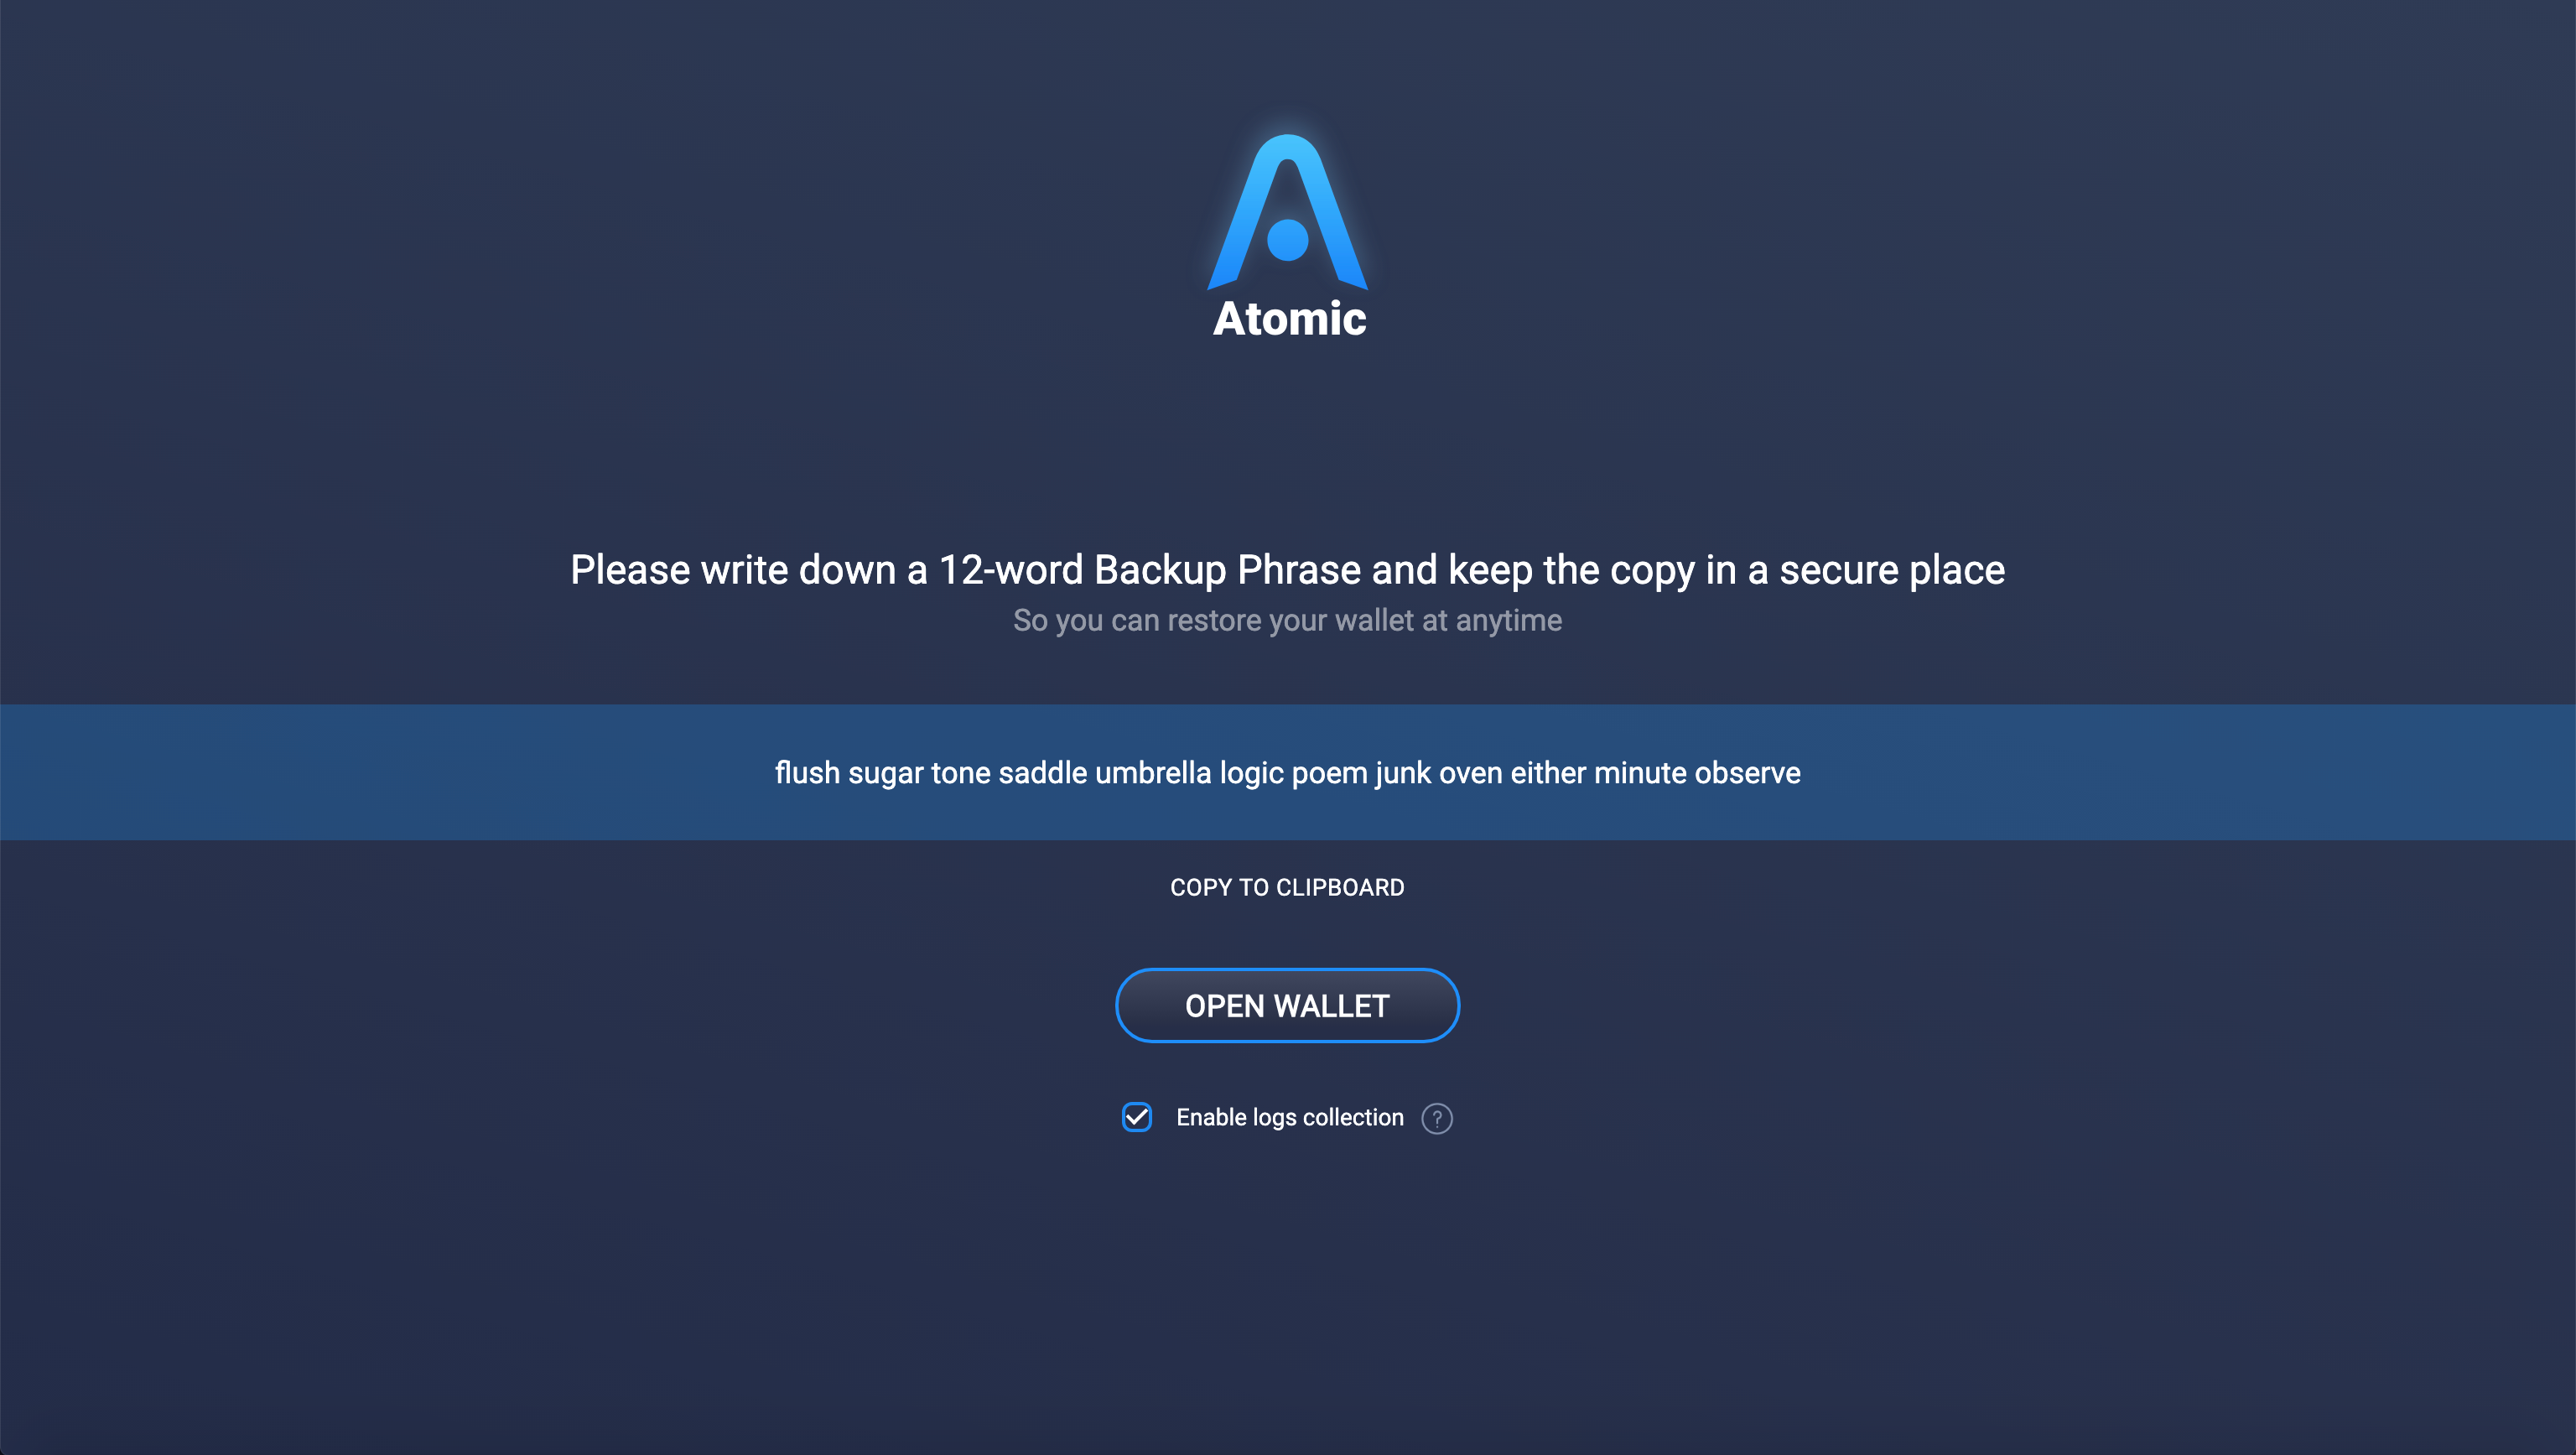 Atomic
Please write down a 12-word Backup Phrase and keep the copy in a secure place
So you can restore your wallet at anytime
flush sugar tone saddle umbrella logic poem junk oven either minute observe
COPY TO CLIPBOARD
OPEN WALLET
Enable logs collection ?